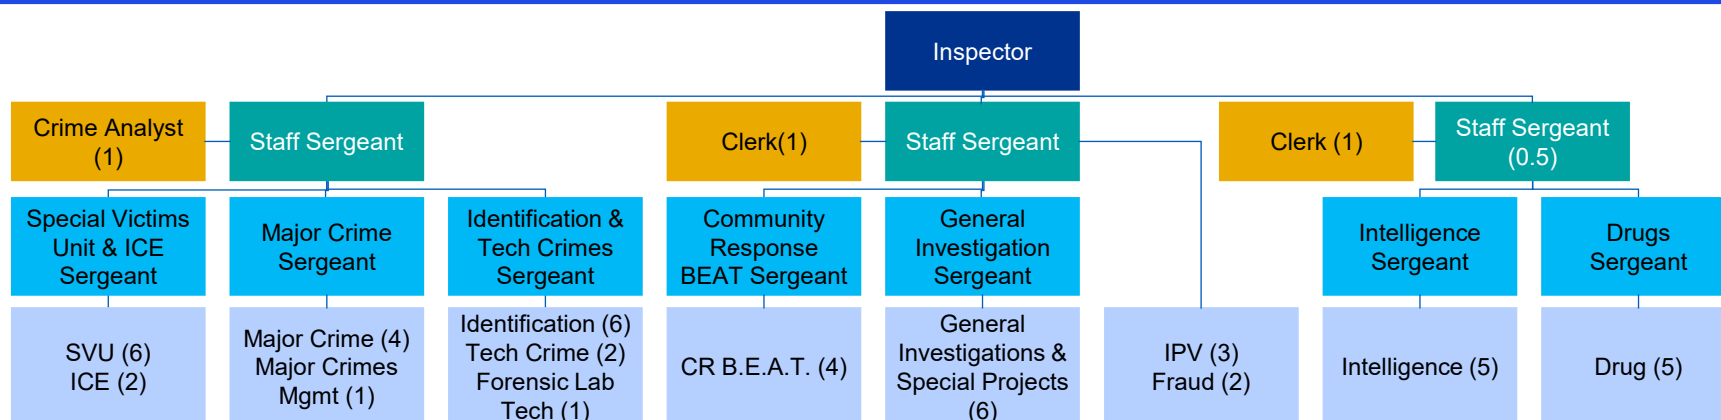 Inspector
Crime Analyst
(1)
Staff Sergeant
Clerk(1)
Staff Sergeant
Clerk (1)
Staff Sergeant
(0.5)
Special Victims
Unit & ICE
Sergeant
Major Crime
Sergeant
Identification &
Tech Crimes
Sergeant
Community
Response
BEAT Sergeant
General
Investigation
Sergeant
Intelligence
Sergeant
Drugs
Sergeant
SVU (6)
ICE (2)
Major Crime (4)
Major Crimes
Mgmt (1)
Identification (6)
Tech Crime (2)
Forensic Lab
Tech (1)
CR B.E.A.T. (4)
General
Investigations &
Special Projects
(6)
IPV (3)
Fraud (2)
Intelligence (5)
Drug (5)